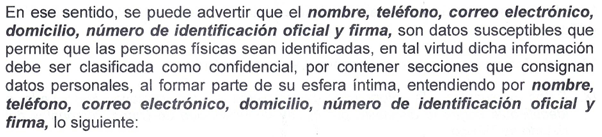 En ese sentido, se puede advertir que el nombre, teléfono, correo electrónico,
domicilio, número de identificación oficial y firma, son datos susceptibles que
permite que las personas físicas sean identificadas, en tal virtud dicha información
debe ser clasificada como confidencial, por contener secciones que consignan
datos personales, al formar parte de su esfera íntima, entendiendo por nombre,
teléfono, correo electrónico, domicilio, número de identificación oficial y
firma, lo siguiente: